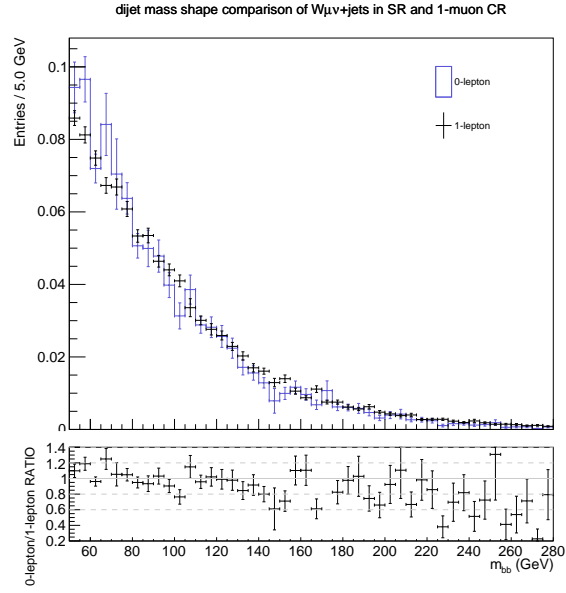 dijet mass shape comparison of Wμν+jets in SR and 1-muon CR
Entries / 5.0 GeV
0.1
0.08
0.06
0.04
0.02
0
0-lepton
1-lepton
0-lepton/1-lepton RATIO
1.4
1.2
1
0.8
0.6
0.4
0.2
60 80 100 120 140 160 180 200 220 240 260 280
m_bb (GeV)